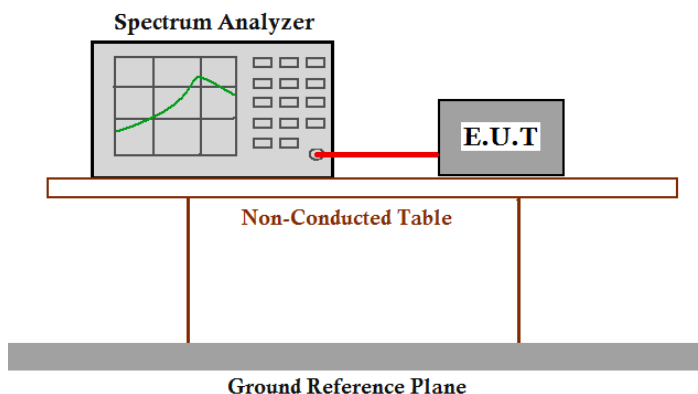 Spectrum Analyzer
E.U.T
Non-Conducted Table
Ground Reference Plane